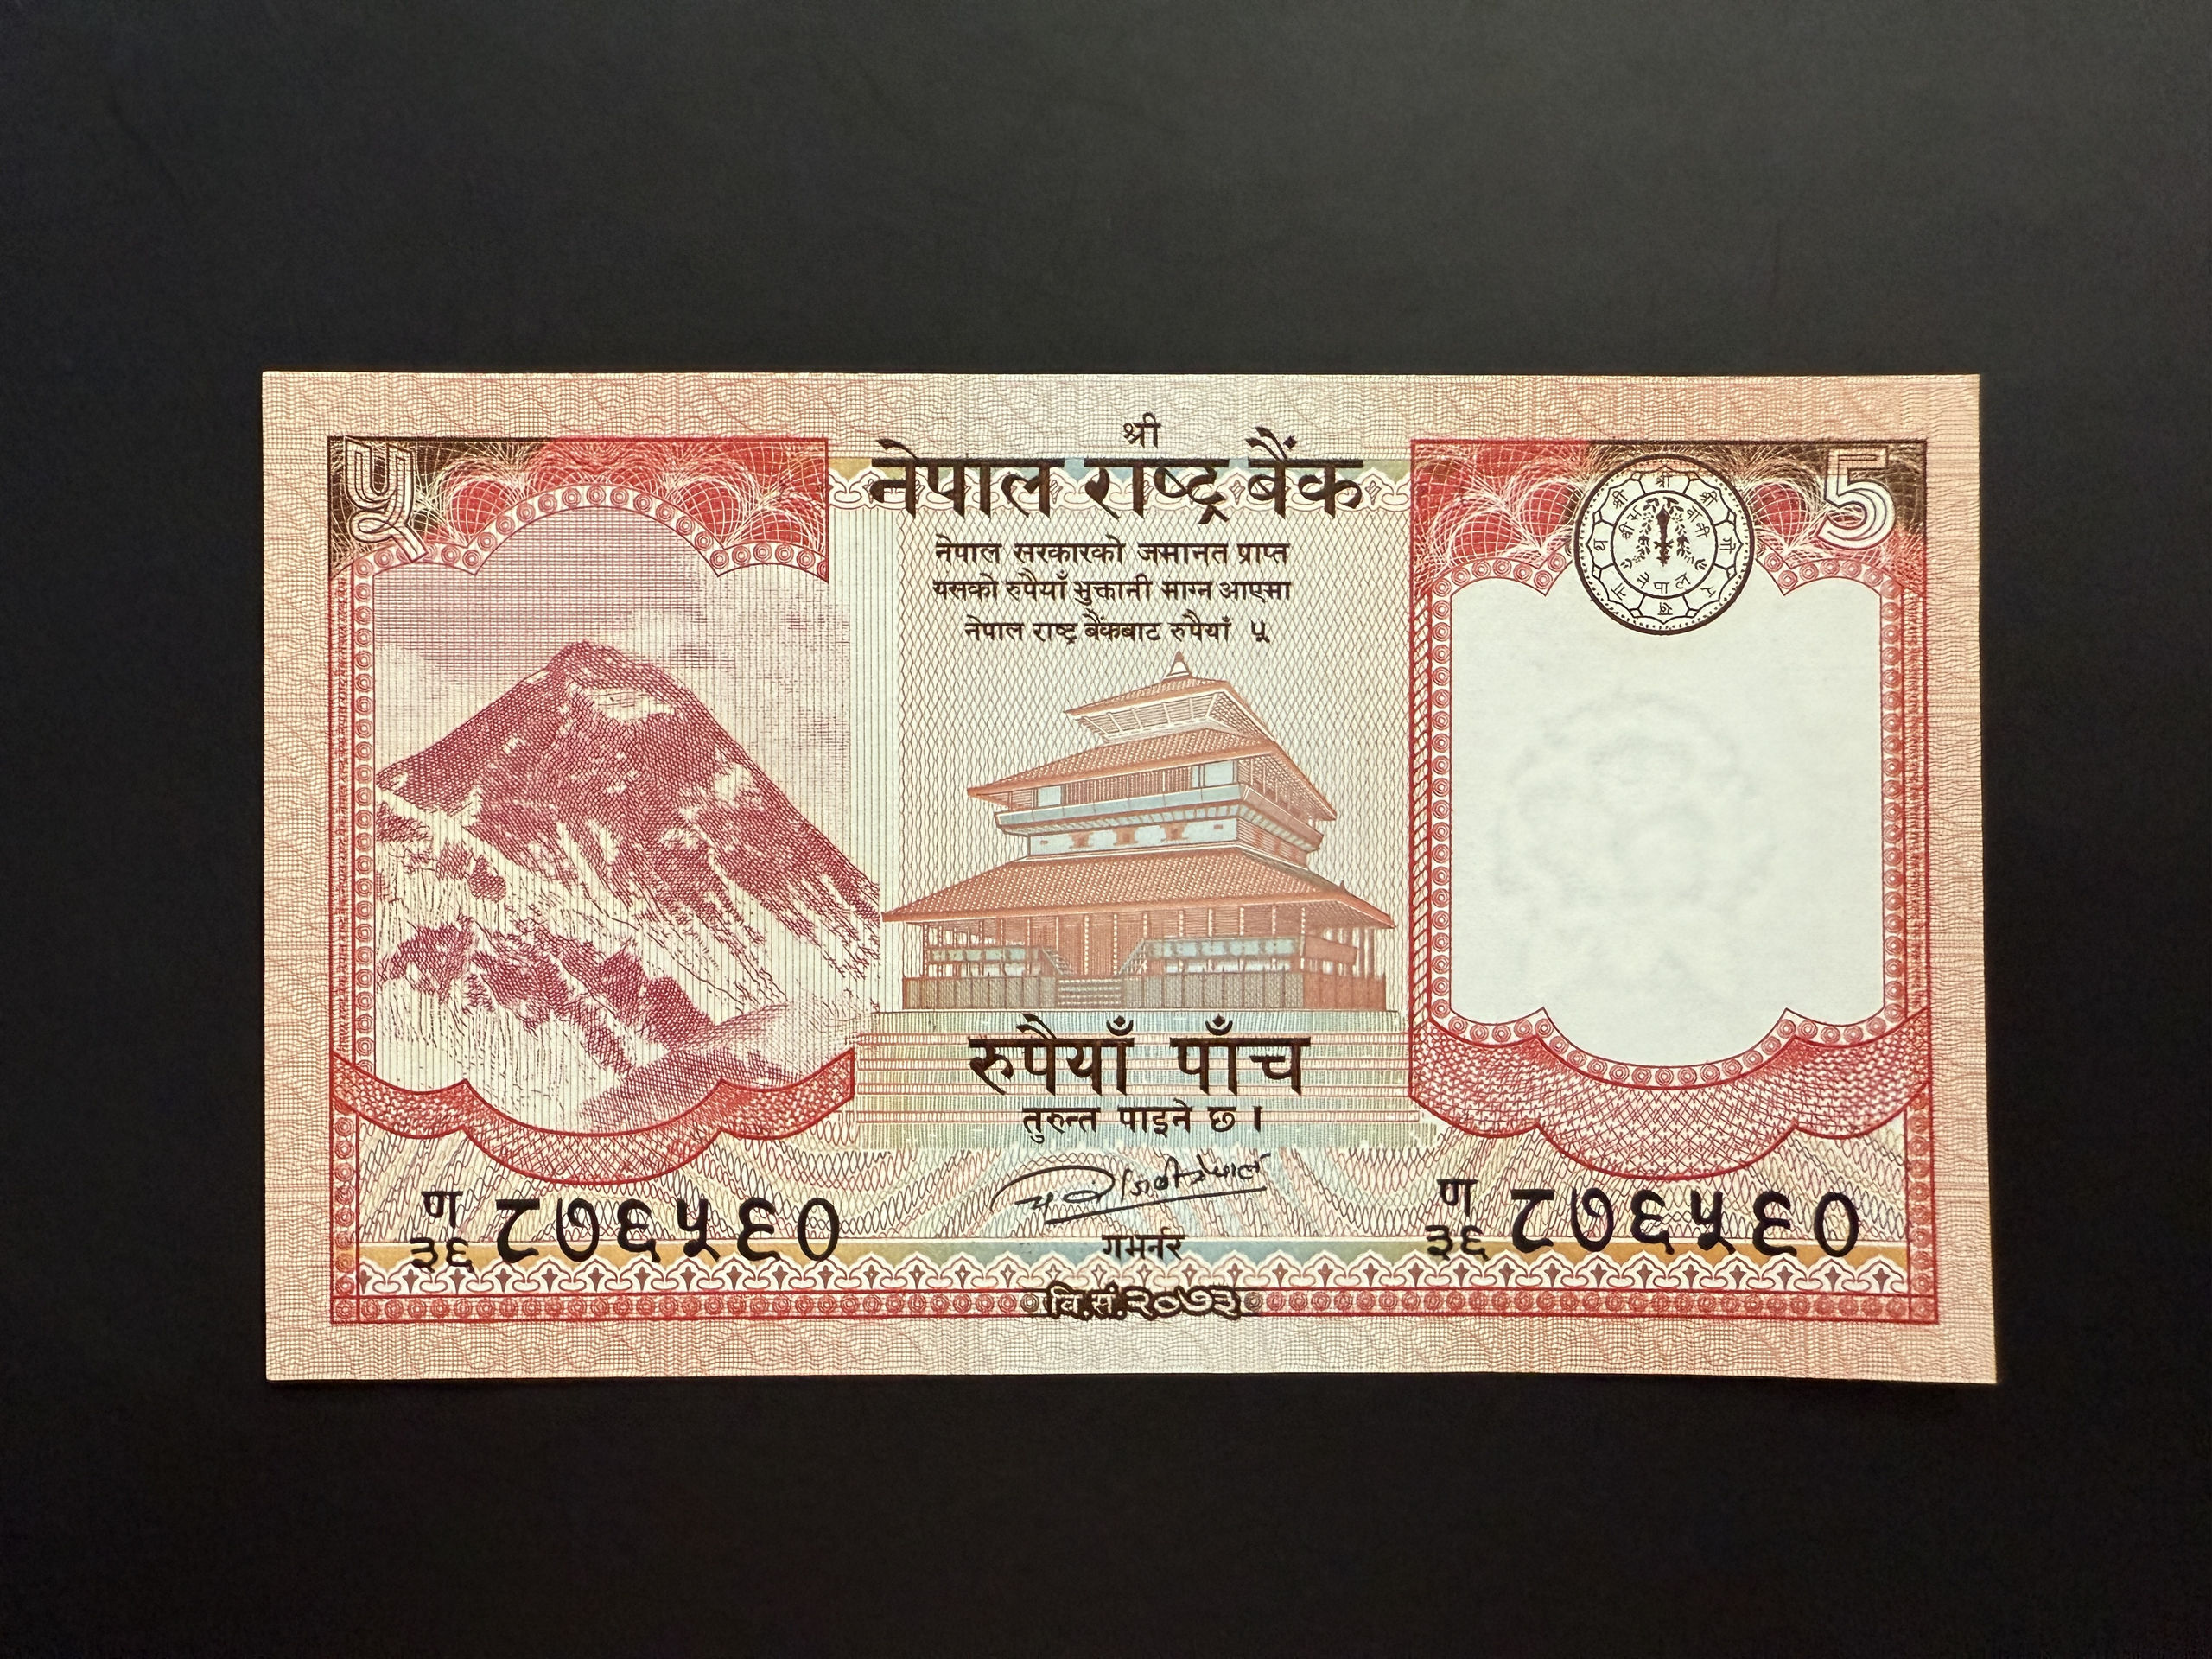 श्री
नेपाल राष्ट्र बैंक
५
5
नेपाल सरकारको जमानत प्राप्त
यसको रुपैयाँ भुक्तानी माग्न आएमा
नेपाल राष्ट्र बैंकबाट रुपैयाँ ५
रुपैयाँ पाँच
तुरुन्त पाइने छ ।
ण
३६ ८७६५६०
ण
३६ ८७६५६०
गभर्नर
वि.सं.२०७३